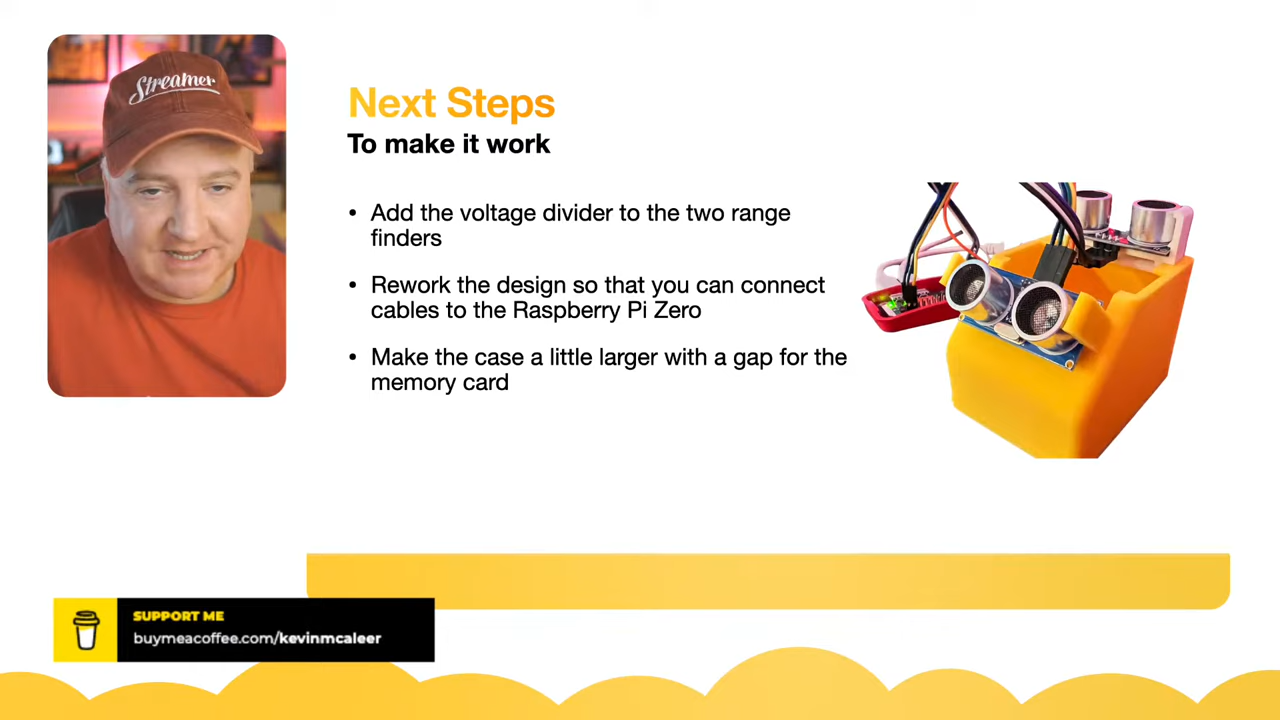 Streamer
Next Steps
To make it work
• Add the voltage divider to the two range
finders
• Rework the design so that you can connect
cables to the Raspberry Pi Zero
• Make the case a little larger with a gap for the
memory card
SUPPORT ME
buymeacoffee.com/kevinmcaleer